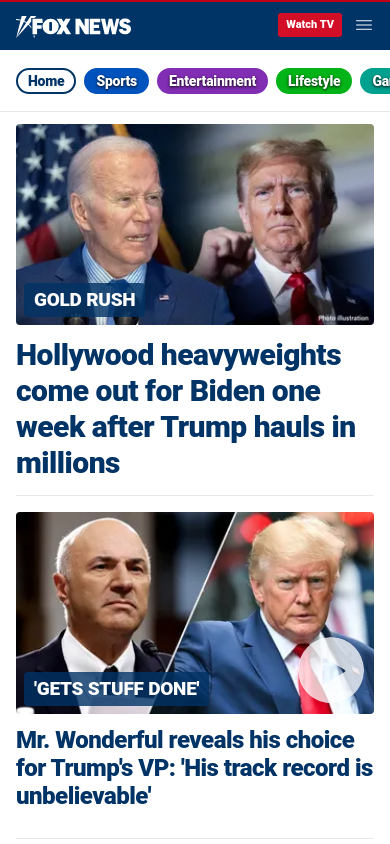 FOX NEWS
Watch TV
Home
Sports
Entertainment
Lifestyle
GOLD RUSH
Photo illustration
Hollywood heavyweights
come out for Biden one
week after Trump hauls in
millions
'GETS STUFF DONE'
Mr. Wonderful reveals his choice
for Trump's VP: 'His track record is
unbelievable'